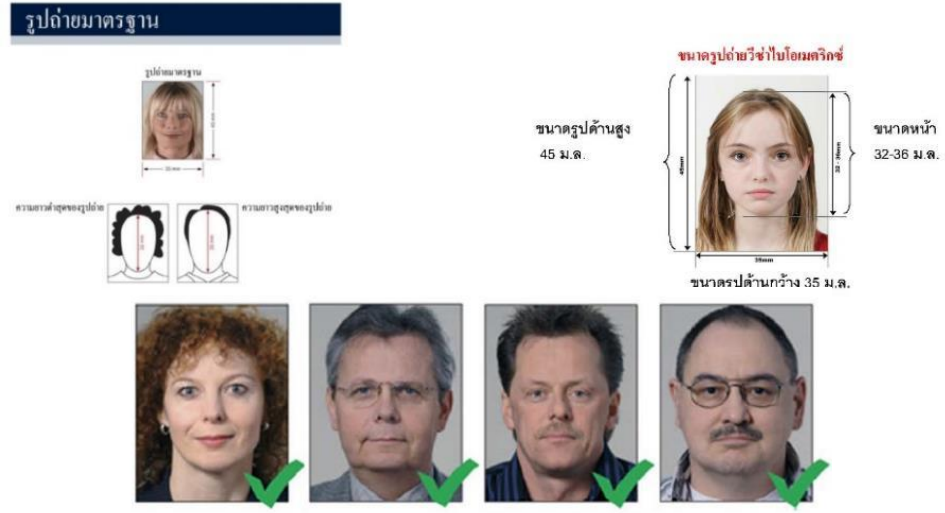 รูปถ่ายมาตรฐาน
รูปถ่ายมาตรฐาน
35 mm
ความยาวต่ำสุดของรูปถ่าย
ความยาวสูงสุดของรูปถ่าย
ขนาดรูปถ่ายวีซ่าไบโอเมตริกซ์
ขนาดรูปด้านสูง
45 ม.ล.
45mm
32 - 36mm
ขนาดหน้า
32-36 ม.ล.
35mm
ขนาดรูปด้านกว้าง 35 ม.ล.